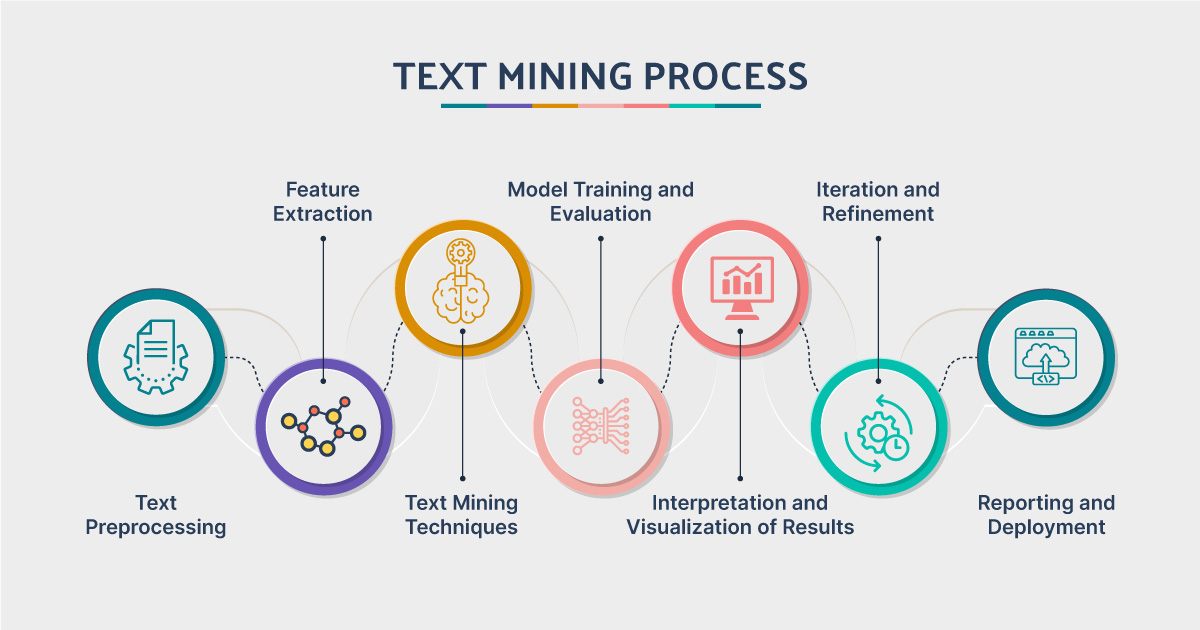 TEXT MINING PROCESS
Text
Preprocessing
Feature
Extraction
Text Mining
Techniques
Model Training and
Evaluation
Interpretation and
Visualization of Results
Iteration and
Refinement
Reporting and
Deployment